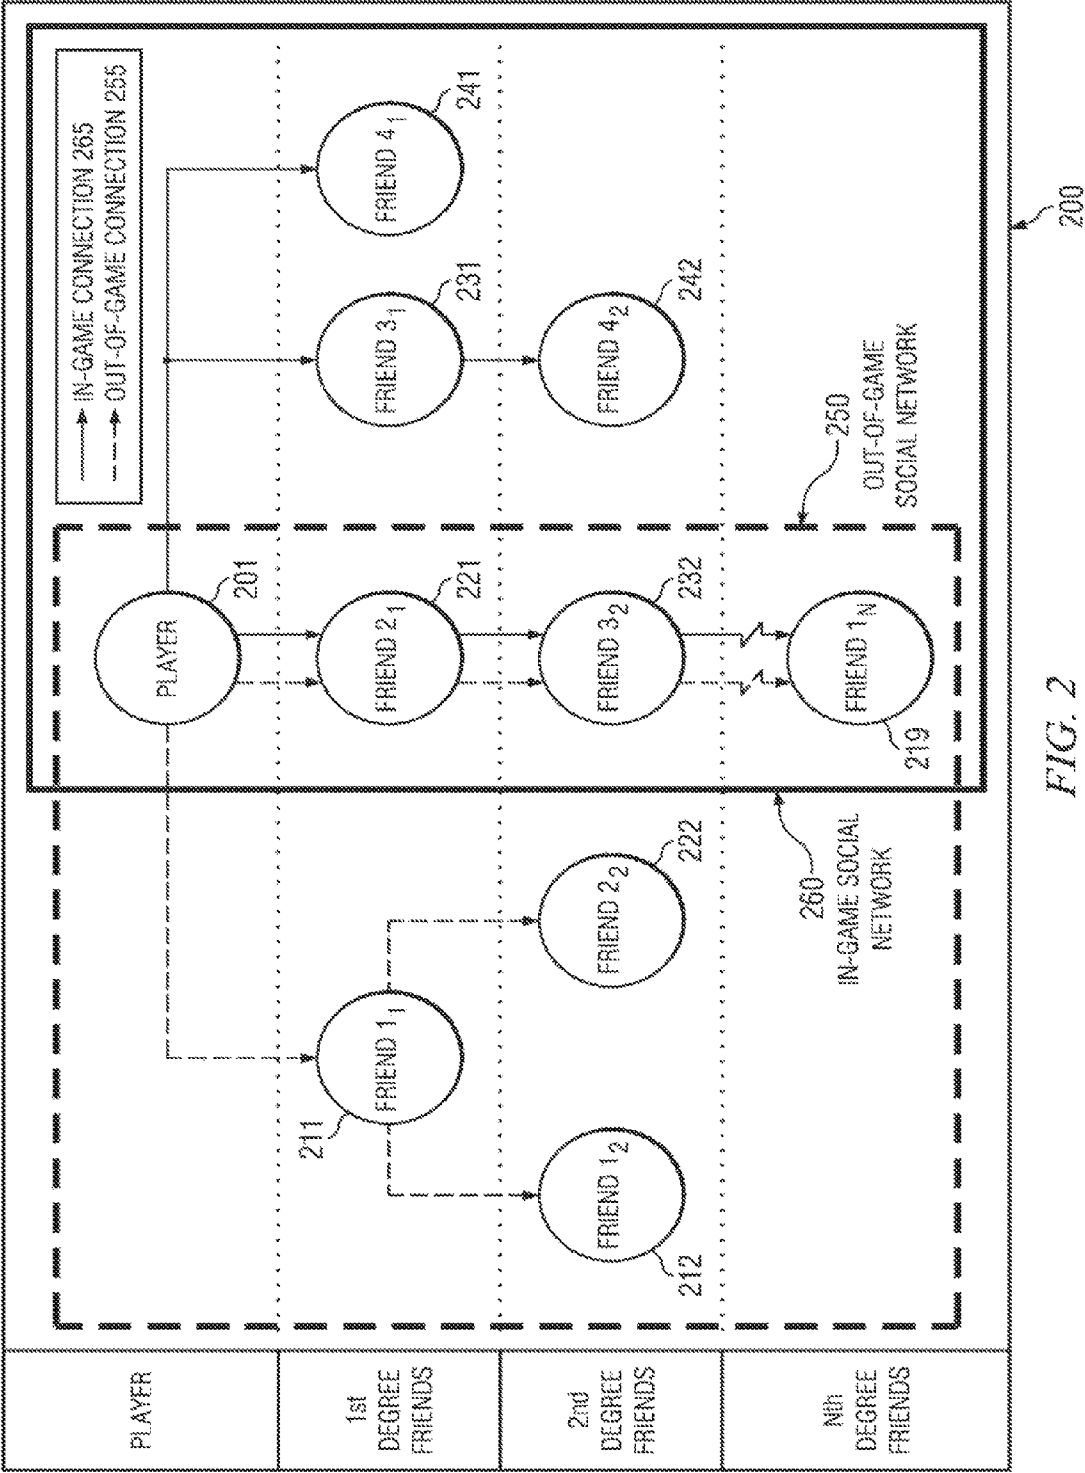 PLAYER
1st
DEGREE
FRIENDS
2nd
DEGREE
FRIENDS
Nth
DEGREE
FRIENDS
IN-GAME CONNECTION 265
OUT-OF-GAME CONNECTION 255
PLAYER
201
FRIEND 1₁
211
FRIEND 2₁
221
FRIEND 3₁
231
FRIEND 4₁
241
FRIEND 1₂
212
FRIEND 2₂
222
FRIEND 3₂
232
FRIEND 4₂
242
FRIEND 1N
219
260
IN-GAME SOCIAL
NETWORK
250
OUT-OF-GAME
SOCIAL NETWORK
200
FIG. 2